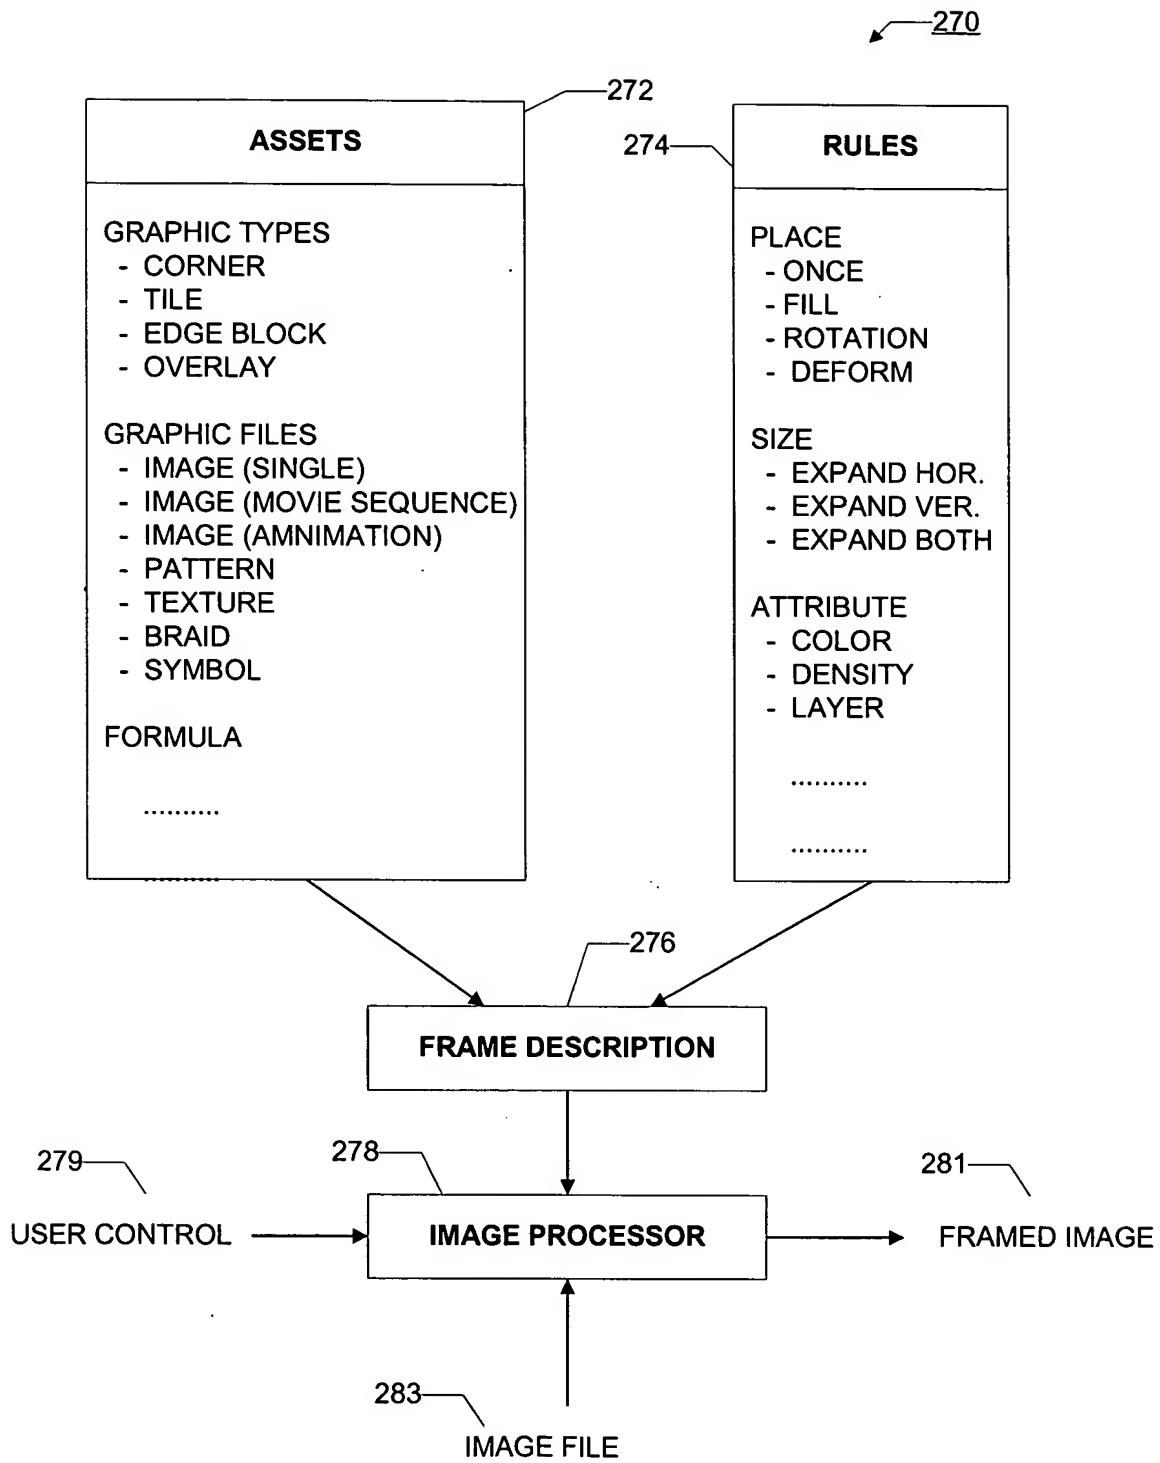 270
272
ASSETS
GRAPHIC TYPES
- CORNER
- TILE
- EDGE BLOCK
- OVERLAY
GRAPHIC FILES
- IMAGE (SINGLE)
- IMAGE (MOVIE SEQUENCE)
- IMAGE (AMNIMATION)
- PATTERN
- TEXTURE
- BRAID
- SYMBOL
FORMULA
..........
274
RULES
PLACE
- ONCE
- FILL
- ROTATION
- DEFORM
SIZE
- EXPAND HOR.
- EXPAND VER.
- EXPAND BOTH
ATTRIBUTE
- COLOR
- DENSITY
- LAYER
..........
..........
276
FRAME DESCRIPTION
279
USER CONTROL
278
IMAGE PROCESSOR
281
FRAMED IMAGE
283
IMAGE FILE